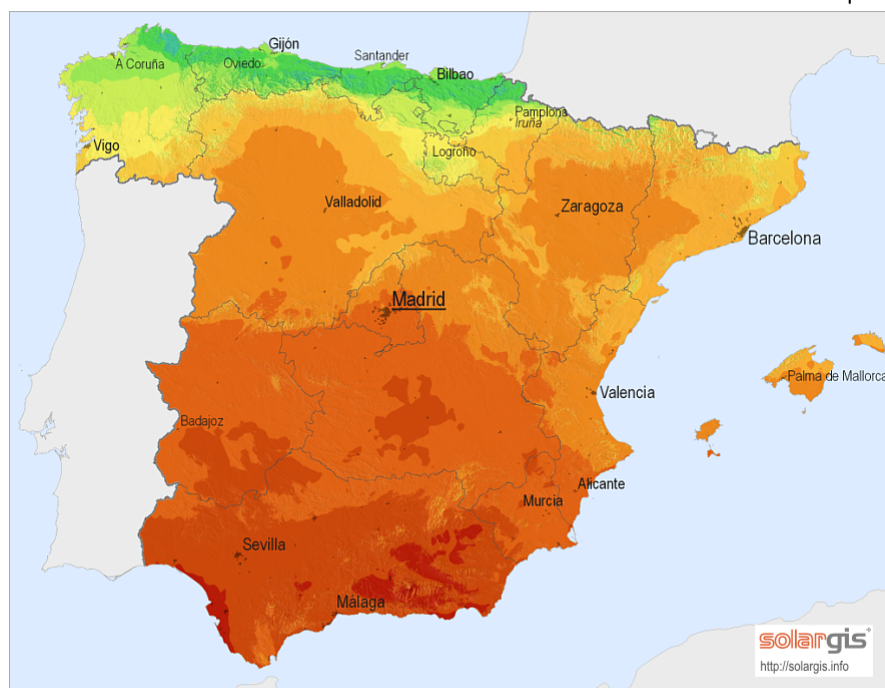 Gijón
Santander
A Coruña
Oviedo
Bilbao
Pamplona
Iruña
Vigo
Logroño
Valladolid
Zaragoza
Barcelona
Madrid
Palma de Mallorca
Valencia
Badajoz
Alicante
Murcia
Sevilla
Málaga
solargis
http://solargis.info